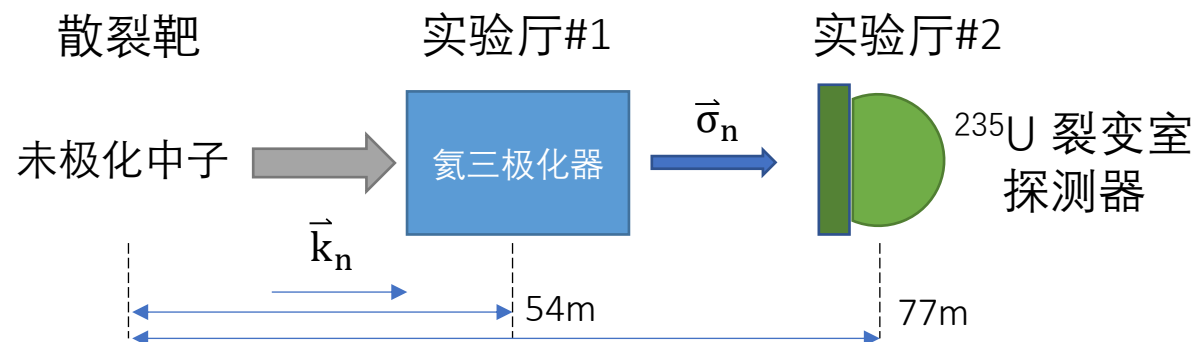 散裂靶
实验厅#1
实验厅#2
未极化中子
氦三极化器
σ⃗n
²³⁵U 裂变室
探测器
k⃗n
54m
77m